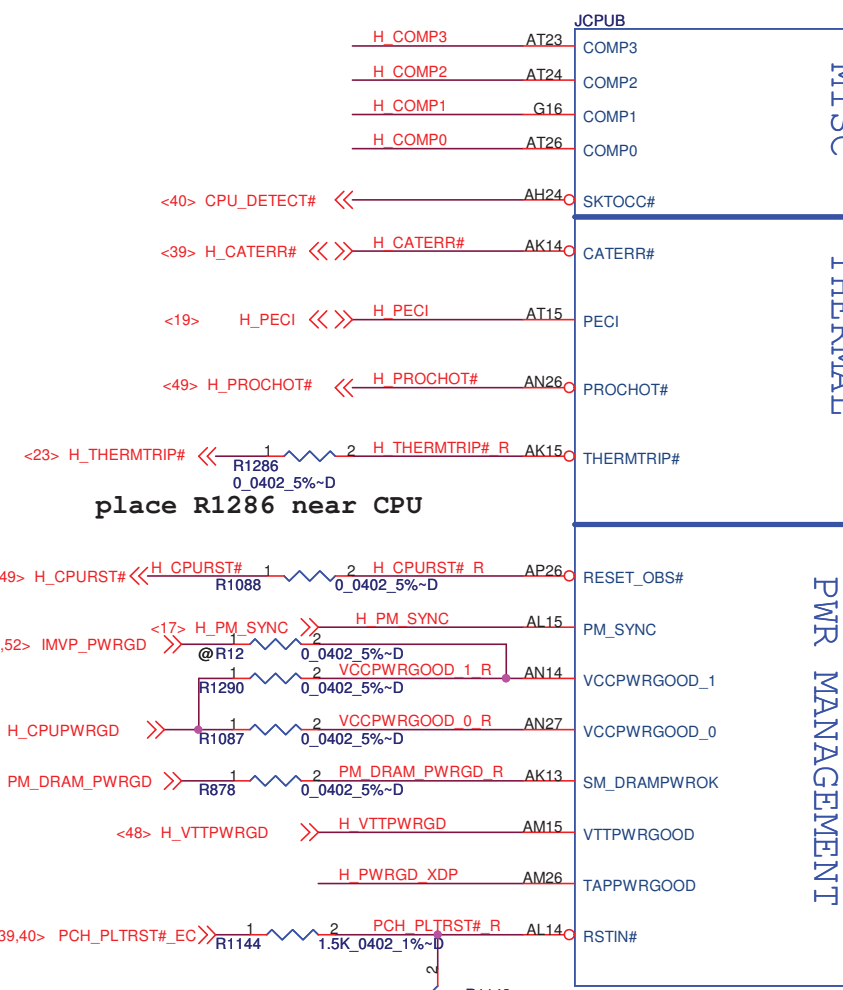 JCPUB
H_COMP3 AT23 COMP3
H_COMP2 AT24 COMP2
H_COMP1 G16 COMP1
H_COMP0 AT26 COMP0
MISC
<40> CPU_DETECT# AH24 SKTOCC#
<39> H_CATERR# H_CATERR# AK14 CATERR#
<19> H_PECI H_PECI AT15 PECI
THERMAL
<49> H_PROCHOT# H_PROCHOT# AN26 PROCHOT#
<23> H_THERMTRIP# 1 2 H_THERMTRIP#_R AK15 THERMTRIP#
R1286
0_0402_5%~D
place R1286 near CPU
49> H_CPURST# H_CPURST# 1 2 H_CPURST#_R AP26 RESET_OBS#
R1088 0_0402_5%~D
<17> H_PM_SYNC H_PM_SYNC AL15 PM_SYNC
,52> IMVP_PWRGD 1 2
@R12 0_0402_5%~D
1 2 VCCPWRGOOD_1_R AN14 VCCPWRGOOD_1
R1290 0_0402_5%~D
H_CPUPWRGD 1 2 VCCPWRGOOD_0_R AN27 VCCPWRGOOD_0
R1087 0_0402_5%~D
PM_DRAM_PWRGD 1 2 PM_DRAM_PWRGD_R AK13 SM_DRAMPWROK
R878 0_0402_5%~D
PWR MANAGEMENT
<48> H_VTTPWRGD H_VTTPWRGD AM15 VTTPWRGOOD
H_PWRGD_XDP AM26 TAPPWRGOOD
39,40> PCH_PLTRST#_EC 1 2 PCH_PLTRST#_R AL14 RSTIN#
R1144 1.5K_0402_1%~D
2